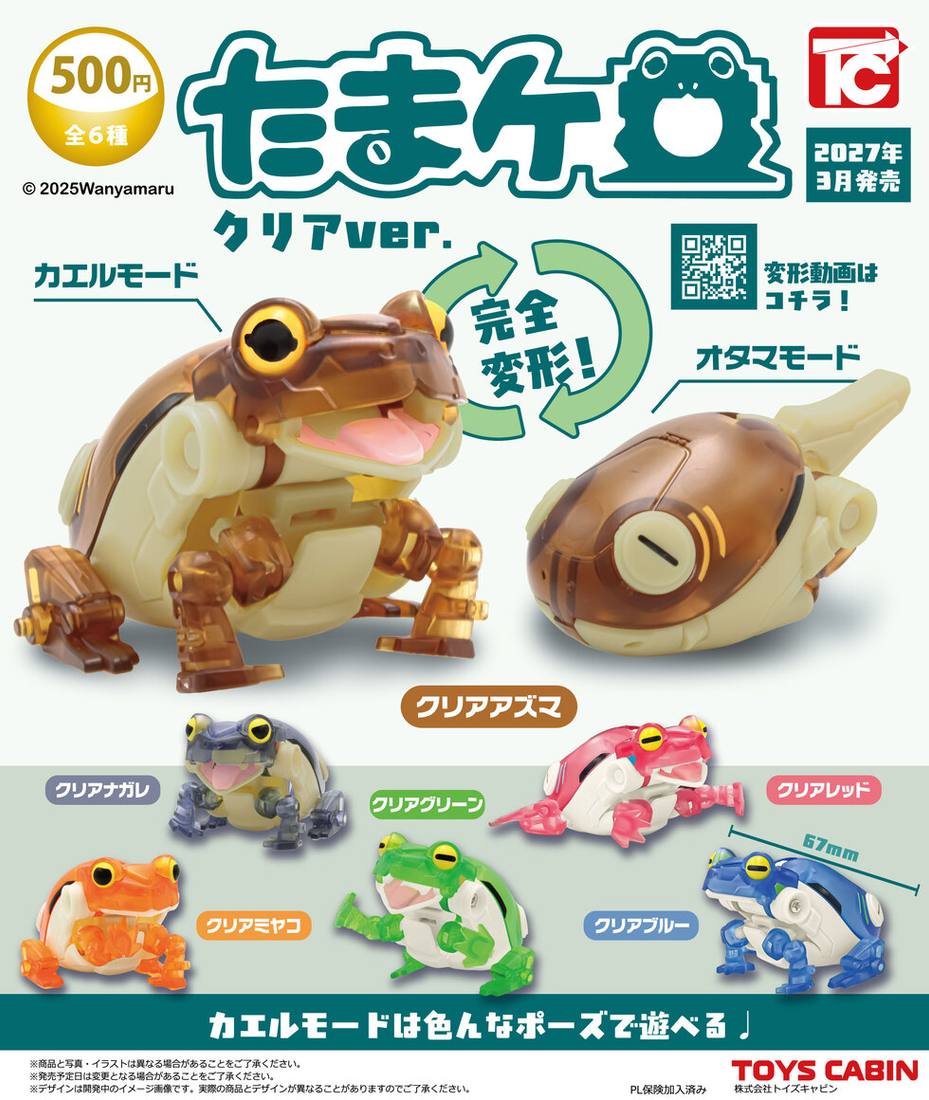 500円
全6種
© 2025Wanyamaru
たまケロ
クリアver.
TC
2027年
3月発売
カエルモード
完全
変形!
変形動画は
コチラ!
オタマモード
クリアアズマ
クリアナガレ
クリアグリーン
クリアレッド
67mm
クリアミヤコ
クリアブルー
カエルモードは色んなポーズで遊べる♩
※商品と写真・イラストは異なる場合があることをご了承ください。
※発売予定日は変更となる場合があることをご了承ください。
※デザインは開発中のイメージ画像です。実際の商品とデザインが異なることがありますのでご了承ください。
PL保険加入済み
TOYS CABIN
株式会社トイズキャビン